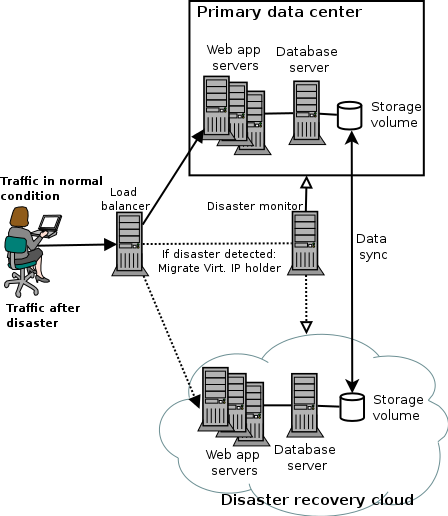 Primary data center
Web app
servers
Database
server
Storage
volume
Traffic in normal
condition
Load
balancer
Disaster monitor
If disaster detected:
Migrate Virt. IP holder
Data
sync
Traffic after
disaster
Storage
volume
Web app
servers
Database
server
Disaster recovery cloud